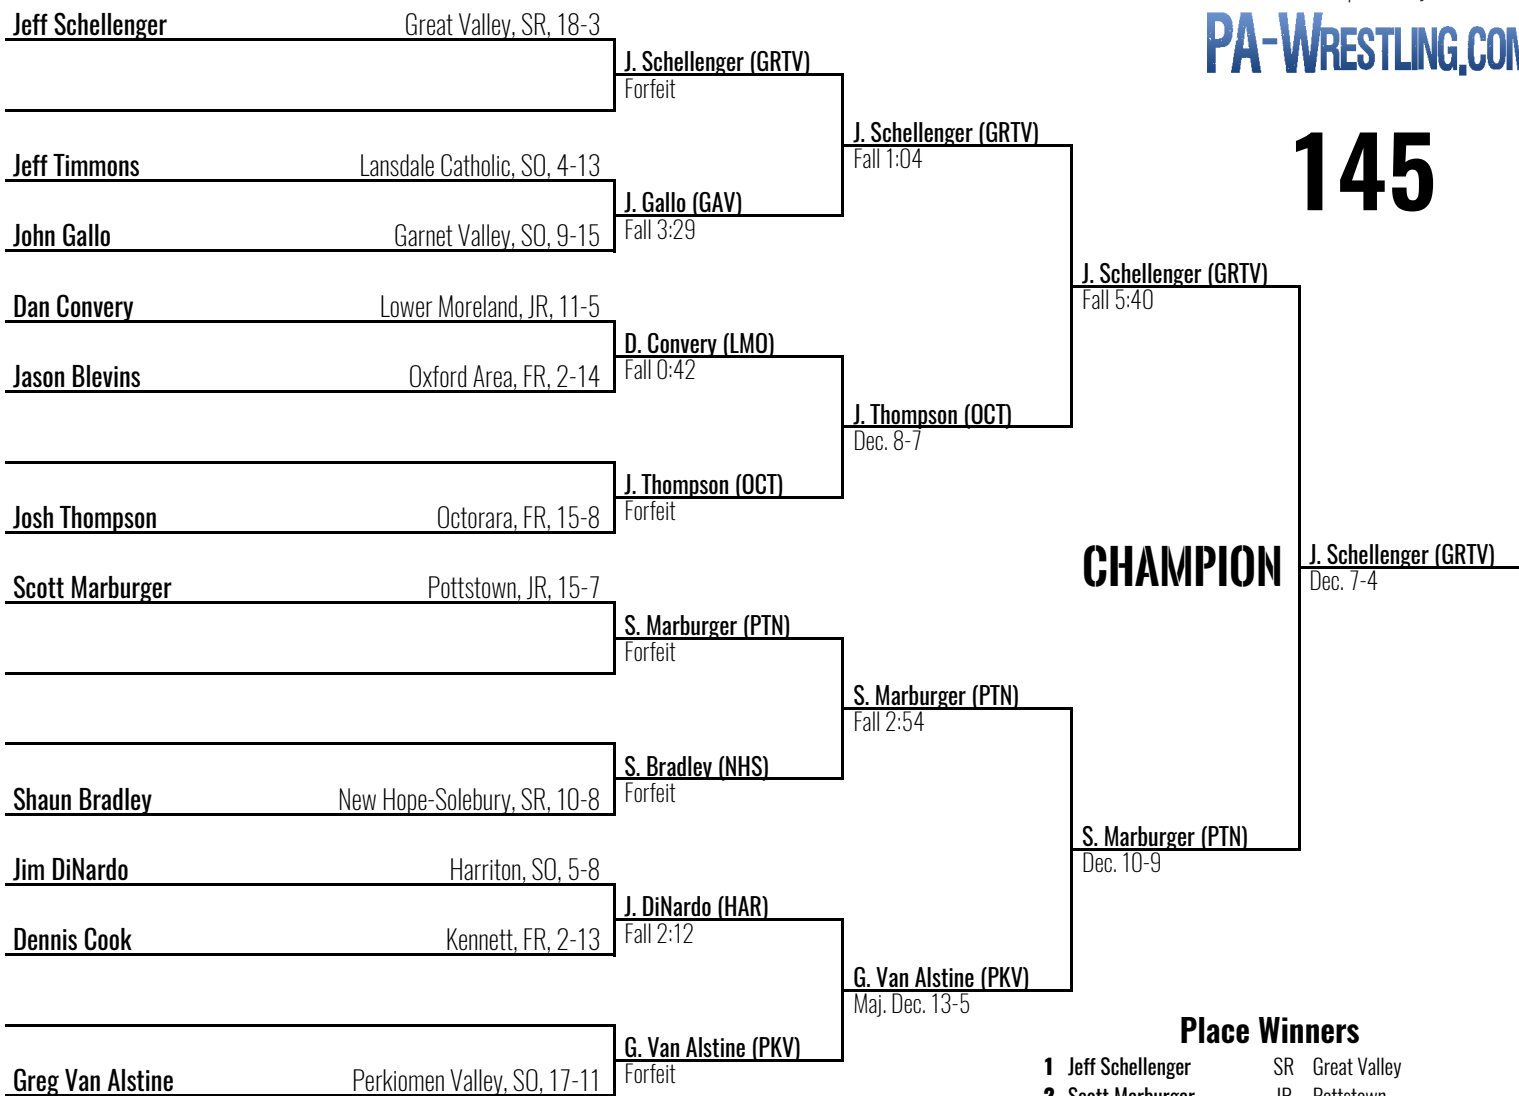 PA-WRESTLING.COM
145
Jeff Schellenger Great Valley, SR, 18-3
J. Schellenger (GRTV)
Forfeit
J. Schellenger (GRTV)
Fall 1:04
Jeff Timmons Lansdale Catholic, SO, 4-13
J. Gallo (GAV)
Fall 3:29
John Gallo Garnet Valley, SO, 9-15
J. Schellenger (GRTV)
Fall 5:40
Dan Convery Lower Moreland, JR, 11-5
D. Convery (LMO)
Fall 0:42
Jason Blevins Oxford Area, FR, 2-14
J. Thompson (OCT)
Dec. 8-7
J. Thompson (OCT)
Forfeit
Josh Thompson Octorara, FR, 15-8
CHAMPION
J. Schellenger (GRTV)
Dec. 7-4
Scott Marburger Pottstown, JR, 15-7
S. Marburger (PTN)
Forfeit
S. Marburger (PTN)
Fall 2:54
S. Bradley (NHS)
Forfeit
Shaun Bradley New Hope-Solebury, SR, 10-8
S. Marburger (PTN)
Dec. 10-9
Jim DiNardo Harriton, SO, 5-8
J. DiNardo (HAR)
Fall 2:12
Dennis Cook Kennett, FR, 2-13
G. Van Alstine (PKV)
Maj. Dec. 13-5
G. Van Alstine (PKV)
Forfeit
Greg Van Alstine Perkiomen Valley, SO, 17-11
Place Winners
1 Jeff Schellenger SR Great Valley
2 Scott Marburger JR Pottstown